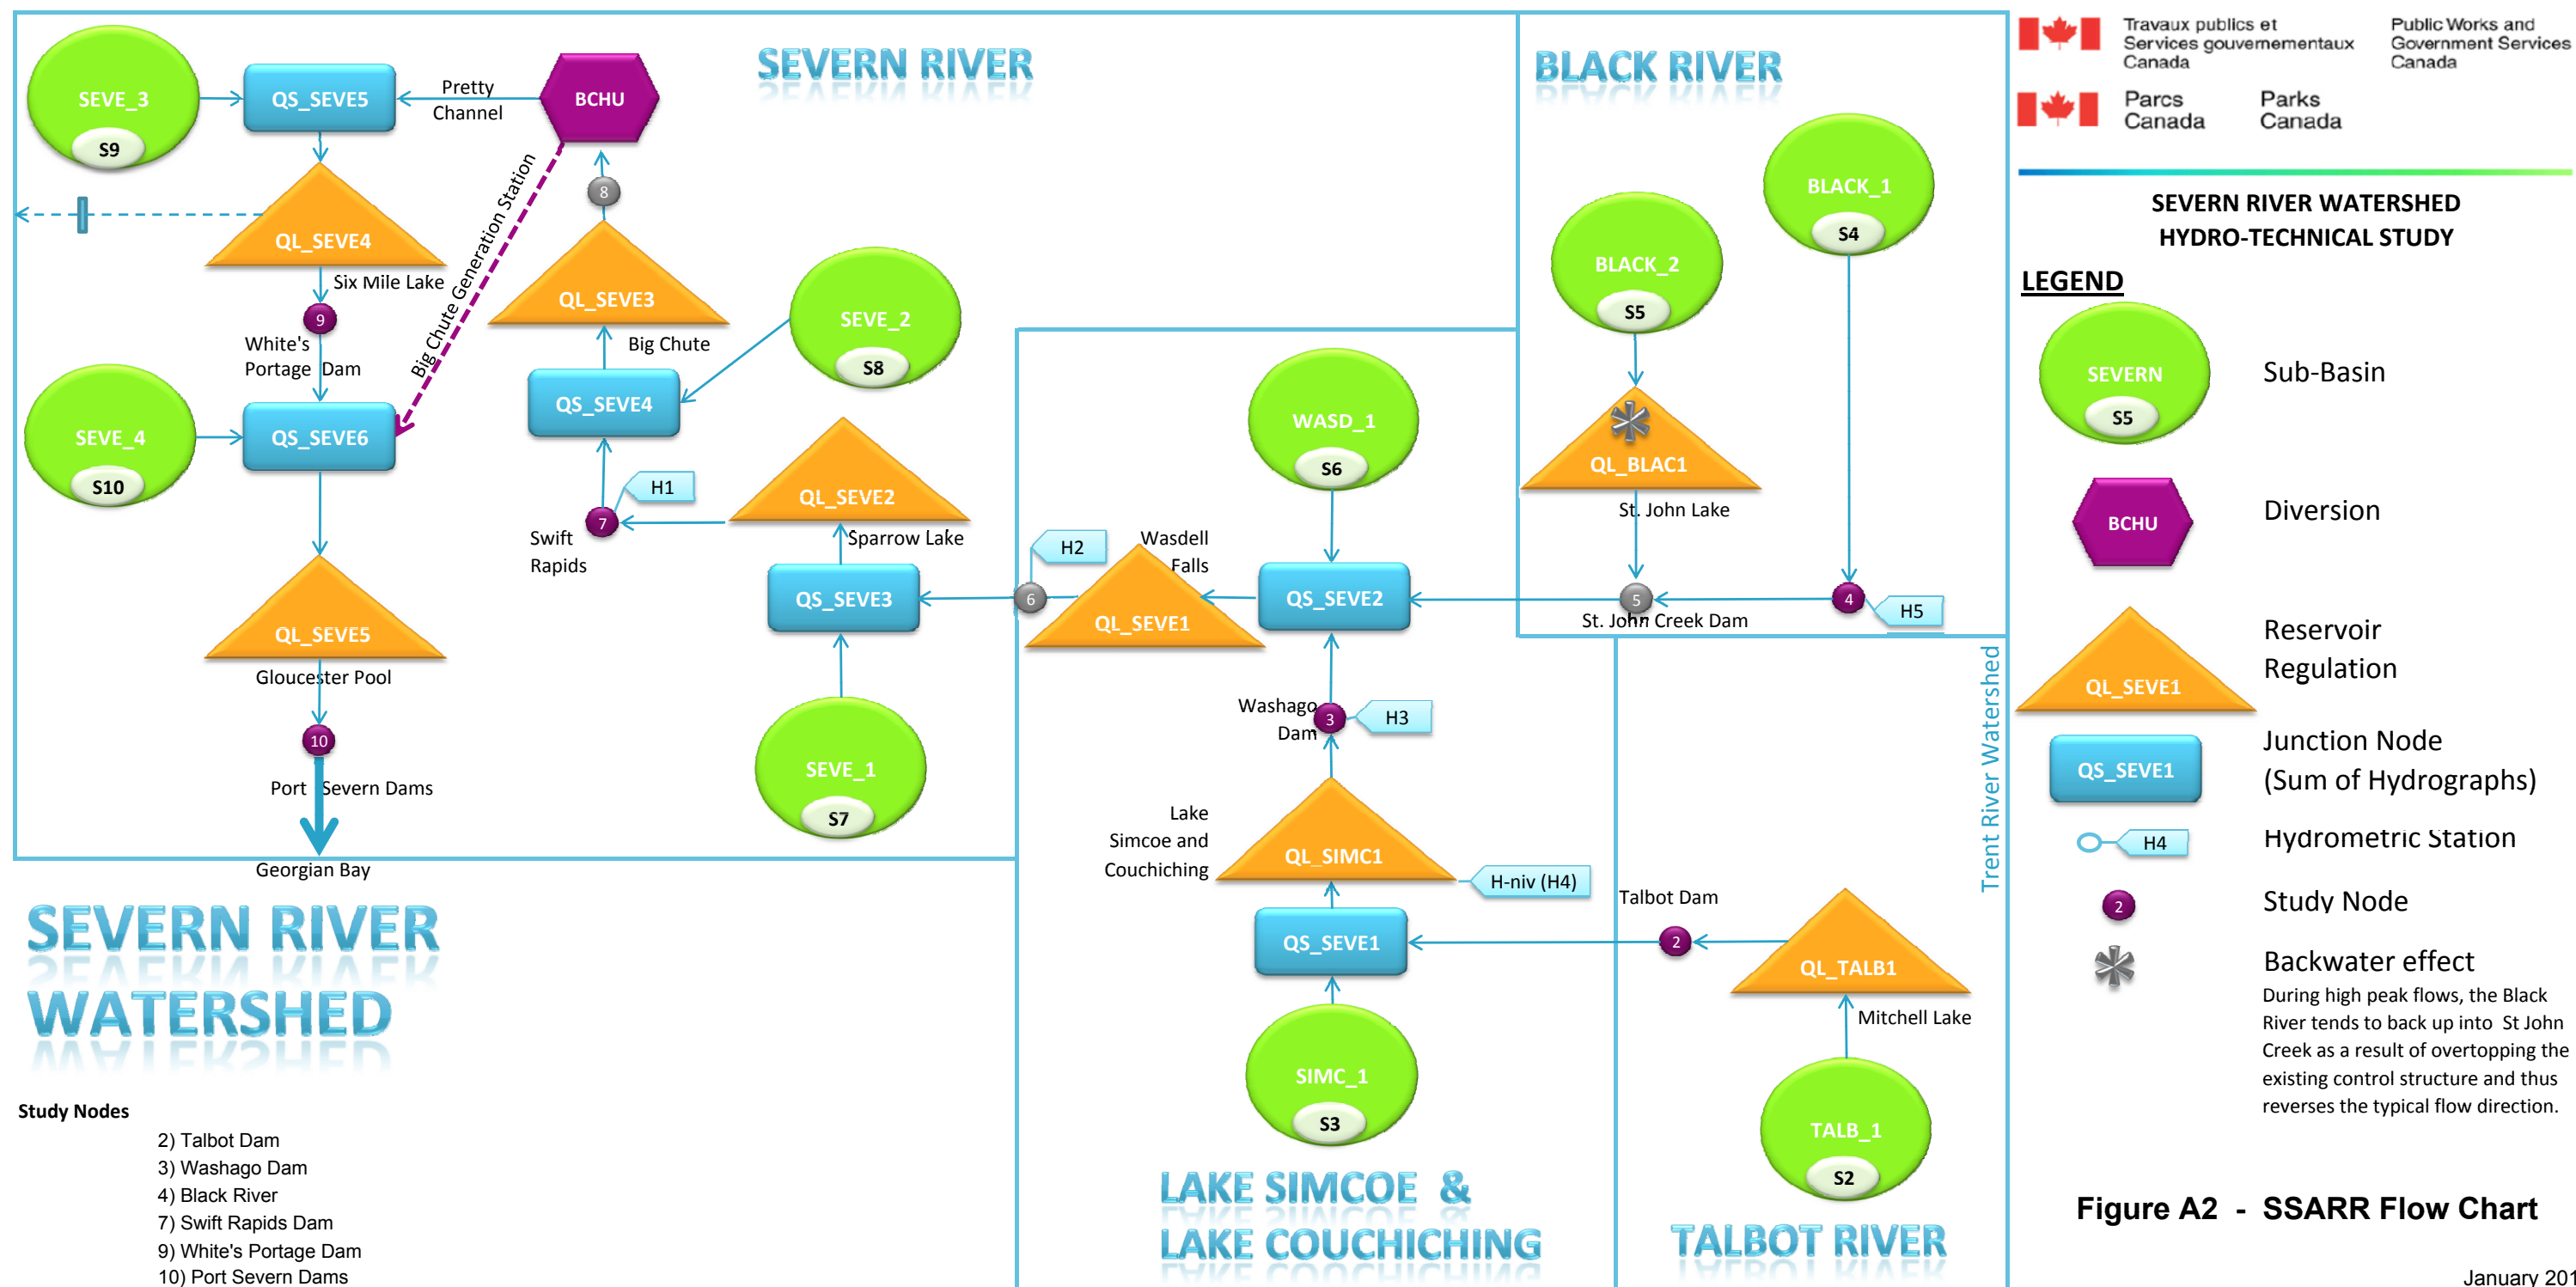 SEVERN RIVER
BLACK RIVER
Travaux publics et
Services gouvernementaux
Canada
Public Works and
Government Services
Canada
Parcs
Canada
Parks
Canada
SEVERN RIVER WATERSHED
HYDRO-TECHNICAL STUDY
LEGEND
SEVERN
S5
Sub-Basin
BCHU
Diversion
QL_SEVE1
Reservoir
Regulation
QS_SEVE1
Junction Node
(Sum of Hydrographs)
H4
Hydrometric Station
2
Study Node
Backwater effect
During high peak flows, the Black
River tends to back up into St John
Creek as a result of overtopping the
existing control structure and thus
reverses the typical flow direction.
Figure A2 - SSARR Flow Chart
SEVE_3
S9
QS_SEVE5
Pretty
Channel
BCHU
8
QL_SEVE4
Six Mile Lake
9
White's
Portage Dam
Big Chute Generation Station
SEVE_4
S10
QS_SEVE6
QL_SEVE5
Gloucester Pool
10
Port Severn Dams
Georgian Bay
QL_SEVE3
Big Chute
SEVE_2
S8
QS_SEVE4
H1
7
Swift
Rapids
QL_SEVE2
Sparrow Lake
QS_SEVE3
SEVE_1
S7
H2
6
Wasdell
Falls
QL_SEVE1
WASD_1
S6
QS_SEVE2
Washago
Dam
3
H3
Lake
Simcoe and
Couchiching
QL_SIMC1
H-niv (H4)
QS_SEVE1
SIMC_1
S3
LAKE SIMCOE &
LAKE COUCHICHING
BLACK_1
S4
BLACK_2
S5
QL_BLAC1
St. John Lake
5
St. John Creek Dam
4
H5
Trent River Watershed
Talbot Dam
2
QL_TALB1
Mitchell Lake
TALB_1
S2
TALBOT RIVER
SEVERN RIVER
WATERSHED
Study Nodes
2) Talbot Dam
3) Washago Dam
4) Black River
7) Swift Rapids Dam
9) White's Portage Dam
10) Port Severn Dams
January